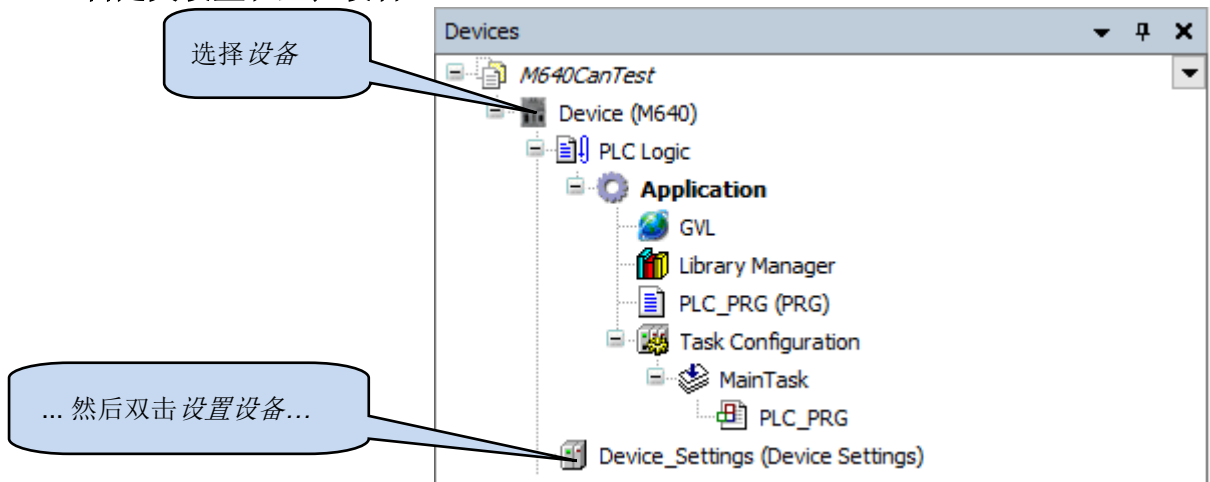 Devices
选择设备
M640CanTest
Device (M640)
PLC Logic
Application
GVL
Library Manager
PLC_PRG (PRG)
Task Configuration
MainTask
... 然后双击设置设备...
PLC_PRG
Device_Settings (Device Settings)